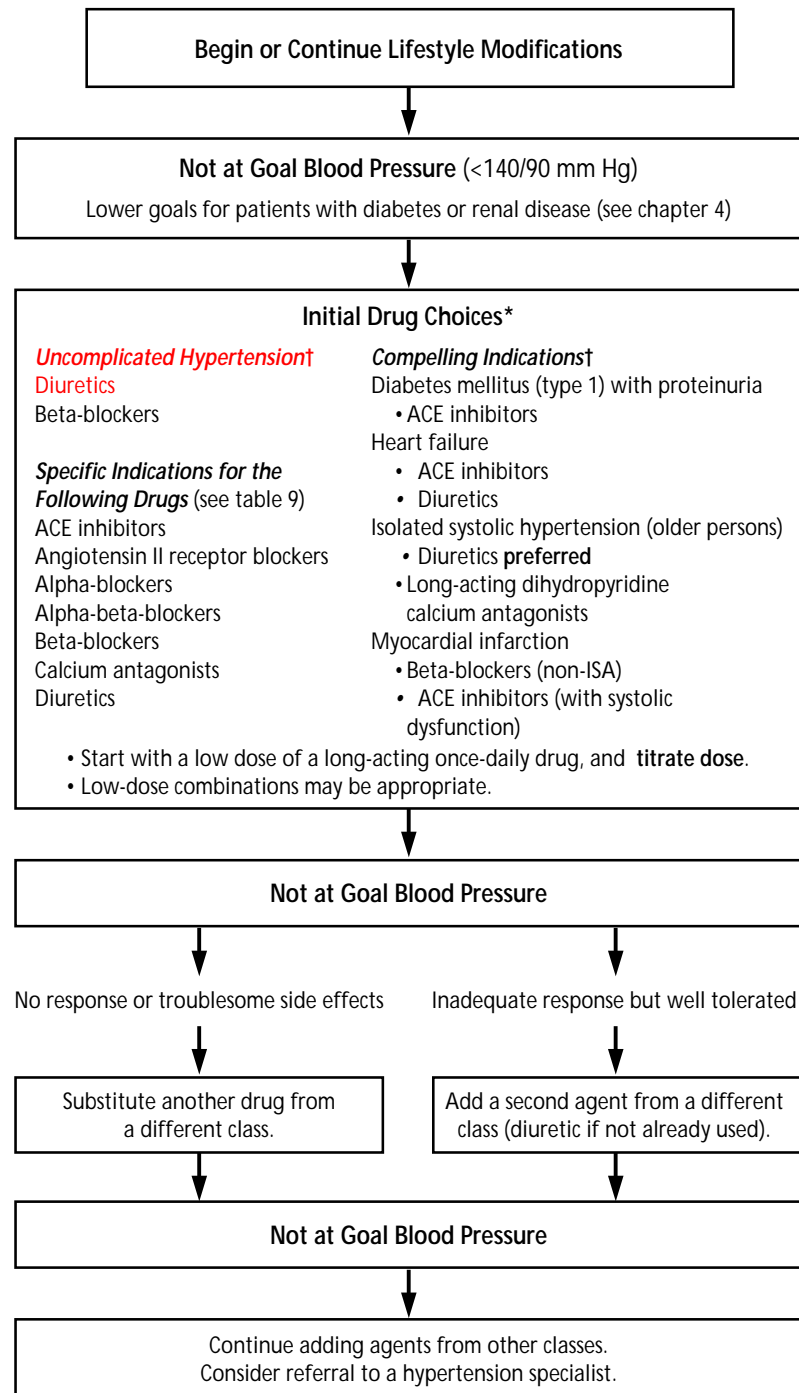 Begin or Continue Lifestyle Modifications
Not at Goal Blood Pressure (<140/90 mm Hg)
Lower goals for patients with diabetes or renal disease (see chapter 4)
Initial Drug Choices*
Uncomplicated Hypertension†
Diuretics
Beta-blockers
Specific Indications for the
Following Drugs (see table 9)
ACE inhibitors
Angiotensin II receptor blockers
Alpha-blockers
Alpha-beta-blockers
Beta-blockers
Calcium antagonists
Diuretics
Compelling Indications†
Diabetes mellitus (type 1) with proteinuria
• ACE inhibitors
Heart failure
• ACE inhibitors
• Diuretics
Isolated systolic hypertension (older persons)
• Diuretics preferred
• Long-acting dihydropyridine
calcium antagonists
Myocardial infarction
• Beta-blockers (non-ISA)
• ACE inhibitors (with systolic
dysfunction)
• Start with a low dose of a long-acting once-daily drug, and titrate dose.
• Low-dose combinations may be appropriate.
Not at Goal Blood Pressure
No response or troublesome side effects
Inadequate response but well tolerated
Substitute another drug from
a different class.
Add a second agent from a different
class (diuretic if not already used).
Not at Goal Blood Pressure
Continue adding agents from other classes.
Consider referral to a hypertension specialist.